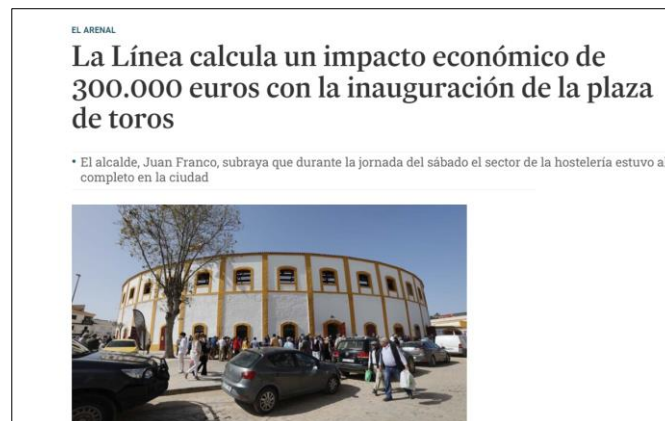 EL ARENAL
La Línea calcula un impacto económico de
300.000 euros con la inauguración de la plaza
de toros
• El alcalde, Juan Franco, subraya que durante la jornada del sábado el sector de la hostelería estuvo al
completo en la ciudad